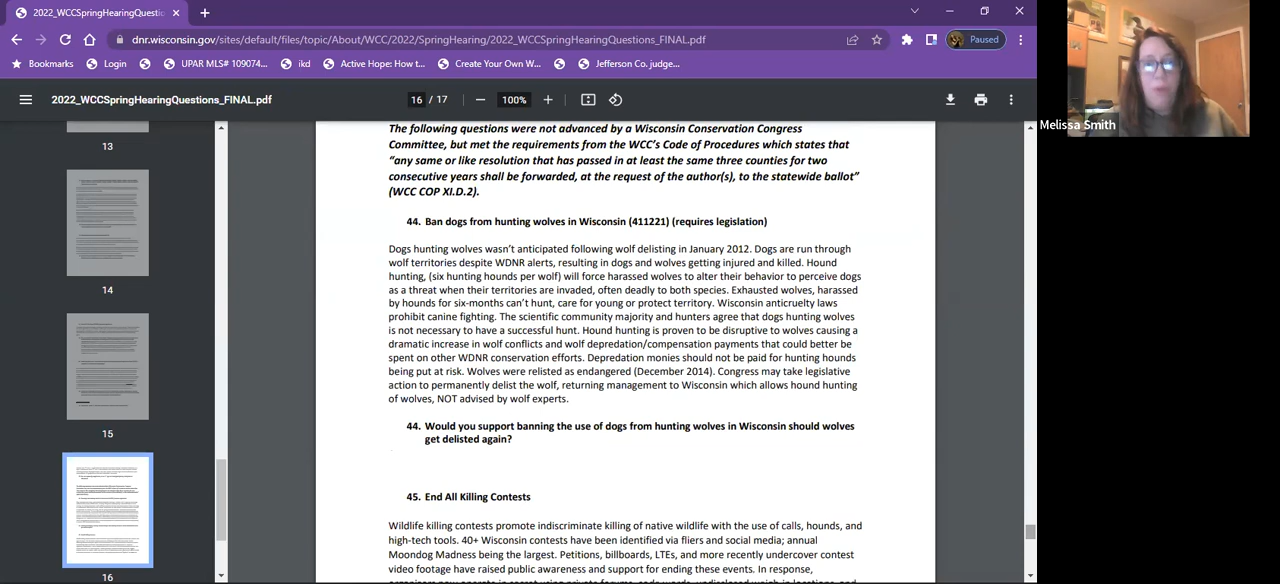 2022_WCCSpringHearingQuesti
dnr.wisconsin.gov/sites/default/files/topic/About/WCC/2022/SpringHearing/2022_WCCSpringHearingQuestions_FINAL.pdf
Paused
Bookmarks Login UPAR MLS# 109074... ikd Active Hope: How t... Create Your Own W... Jefferson Co. judge...
2022_WCCSpringHearingQuestions_FINAL.pdf 16 / 17 100%
Melissa Smith
13
14
15
16
The following questions were not advanced by a Wisconsin Conservation Congress
Committee, but met the requirements from the WCC's Code of Procedures which states that
"any same or like resolution that has passed in at least the same three counties for two
consecutive years shall be forwarded, at the request of the author(s), to the statewide ballot"
(WCC COP XI.D.2).
44. Ban dogs from hunting wolves in Wisconsin (411221) (requires legislation)
Dogs hunting wolves wasn't anticipated following wolf delisting in January 2012. Dogs are run through
wolf territories despite WDNR alerts, resulting in dogs and wolves getting injured and killed. Hound
hunting, (six hunting hounds per wolf) will force harassed wolves to alter their behavior to perceive dogs
as a threat when their territories are invaded, often deadly to both species. Exhausted wolves, harassed
by hounds for six-months can't hunt, care for young or protect territory. Wisconsin anticruelty laws
prohibit canine fighting. The scientific community majority and hunters agree that dogs hunting wolves
is not necessary to have a successful hunt. Hound hunting is proven to be disruptive to wolves causing a
dramatic increase in wolf conflicts and wolf depredation/compensation payments that could better be
spent on other WDNR conservation efforts. Depredation monies should not be paid for hunting hounds
being put at risk. Wolves were relisted as endangered (December 2014). Congress may take legislative
action to permanently delist the wolf, returning management to Wisconsin which allows hound hunting
of wolves, NOT advised by wolf experts.
44. Would you support banning the use of dogs from hunting wolves in Wisconsin should wolves
get delisted again?
45. End All Killing Contests
Wildlife killing contests promote indiscriminate killing of native wildlife with the use of calls, hounds, and
high-tech tools. 40+ Wisconsin contests have been identified via fliers and social media; annual
Moondog Madness being the largest. Petitions, billboards, LTEs, and more recently undercover contest
video footage have raised public awareness and support for ending these events. In response,